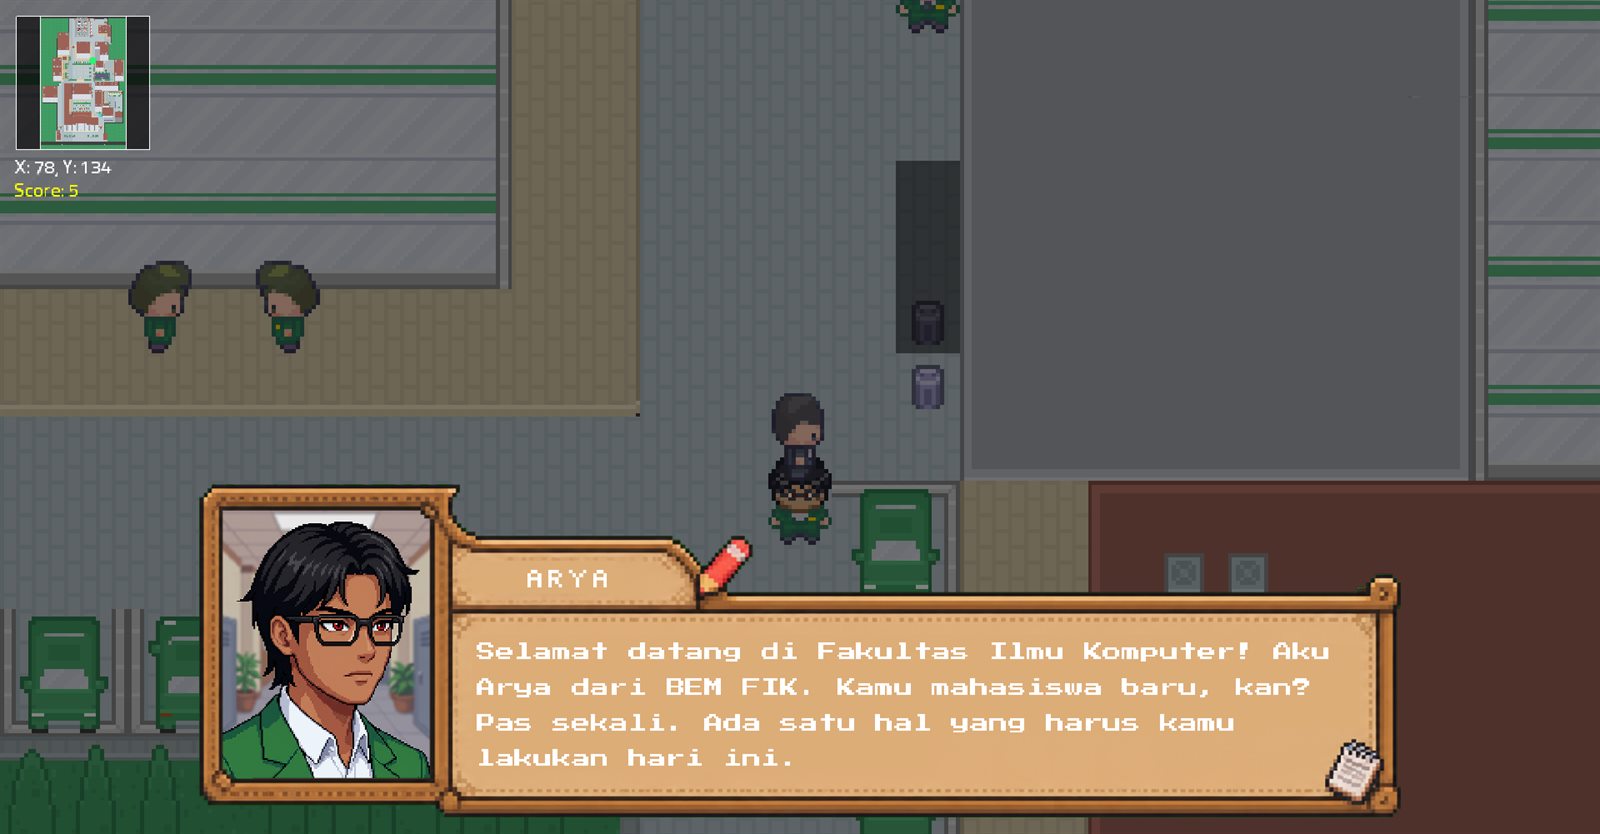 X: 78, Y: 134
Score: 5
ARYA
Selamat datang di Fakultas Ilmu Komputer! Aku
Arya dari BEM FIK. Kamu mahasiswa baru, kan?
Pas sekali. Ada satu hal yang harus kamu
lakukan hari ini.